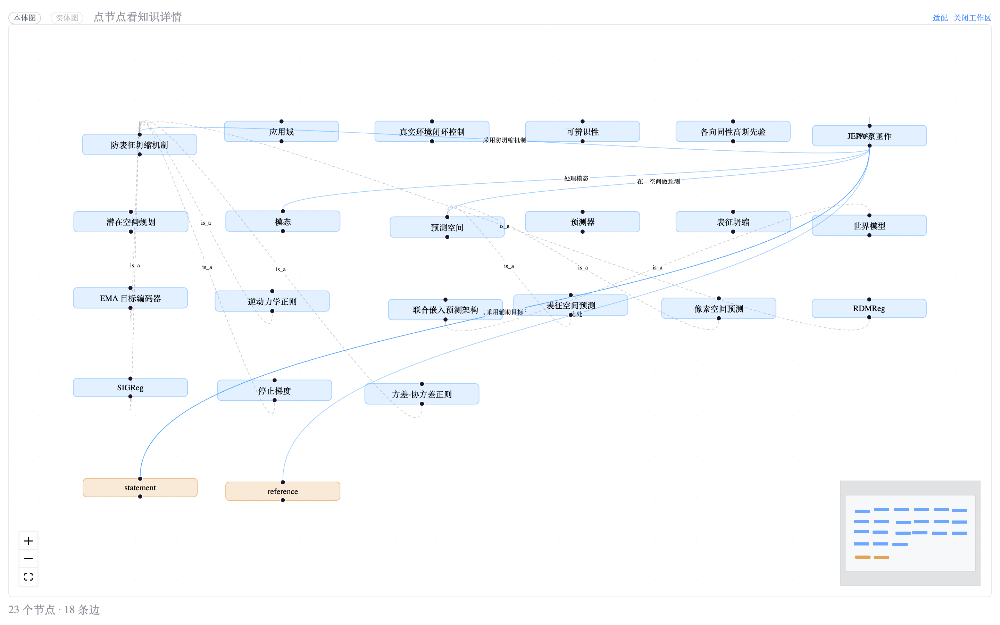 本体图
实体图
点节点看知识详情
适配 关闭工作区
应用域
真实环境闭环控制
可辨识性
各向同性高斯先验
防表征坍缩机制
采用防坍缩机制
处理模态
在…空间做预测
潜在空间规划
模态
预测空间
预测器
表征坍缩
世界模型
is_a
is_a
is_a
is_a
is_a
is_a
is_a
is_a
EMA 目标编码器
逆动力学正则
联合嵌入预测架构
采用辅助目标
表征空间预测
出处
像素空间预测
RDMReg
SIGReg
停止梯度
方差-协方差正则
statement
reference
23 个节点 · 18 条边